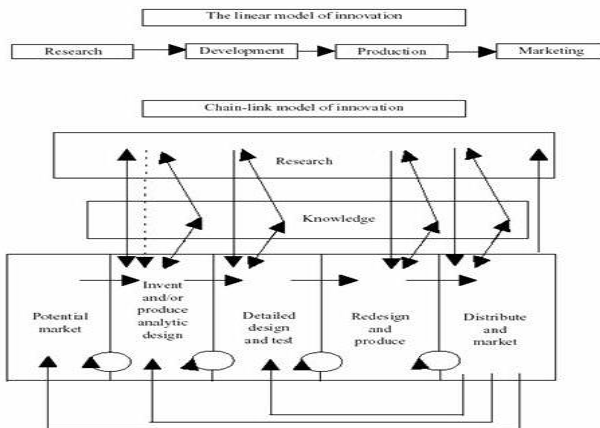 The linear model of innovation
Research Development Production Marketing
Chain-link model of innovation
Research
Knowledge
Potential
market
Invent
and/or
produce
analytic
design
Detailed
design
and test
Redesign
and
produce
Distribute
and
market